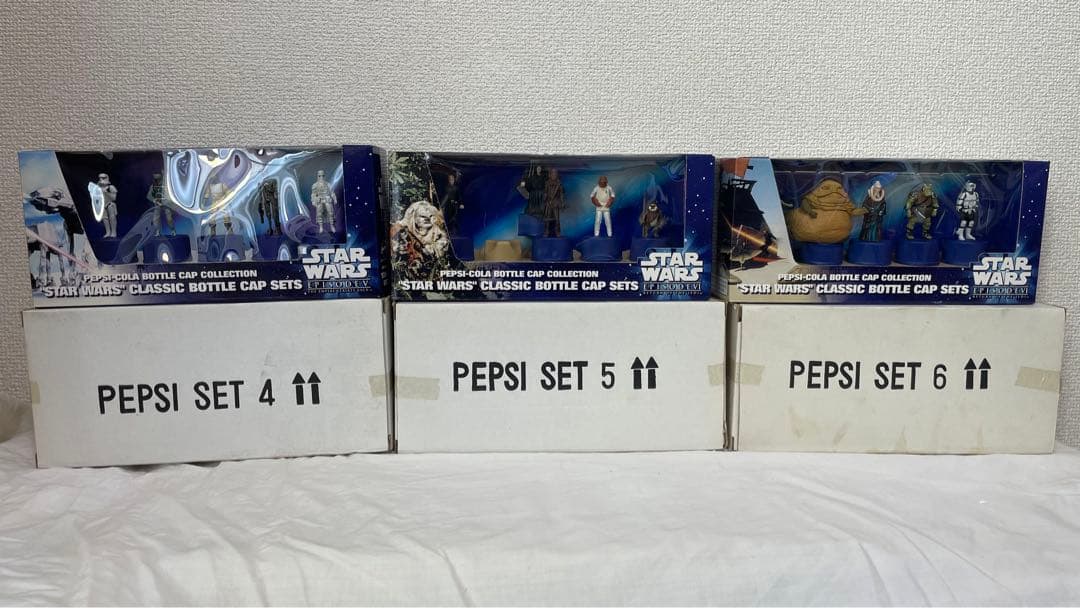 PEPSI-COLA BOTTLE CAP COLLECTION
"STAR WARS" CLASSIC BOTTLE CAP SETS
STAR
WARS
PEPSI-COLA BOTTLE CAP COLLECTION
"STAR WARS" CLASSIC BOTTLE CAP SETS
STAR
WARS
PEPSI-COLA BOTTLE CAP COLLECTION
"STAR WARS" CLASSIC BOTTLE CAP SETS
STAR
WARS
PEPSI SET 4
PEPSI SET 5
PEPSI SET 6